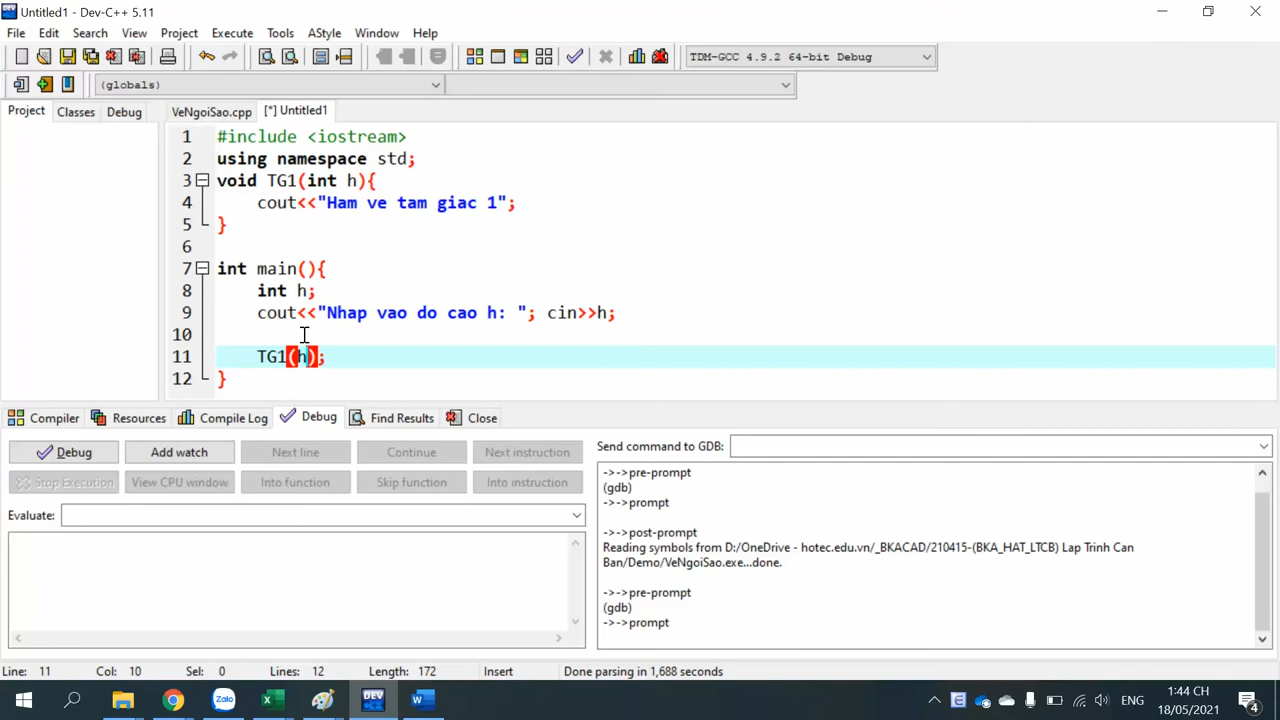 Untitled1 - Dev-C++ 5.11
File Edit Search View Project Execute Tools AStyle Window Help
TDM-GCC 4.9.2 64-bit Debug
(globals)
Project Classes Debug VeNgoiSao.cpp [*] Untitled1
1 #include <iostream>
2 using namespace std;
3 void TG1(int h){
4 cout<<"Ham ve tam giac 1";
5 }
6
7 int main(){
8 int h;
9 cout<<"Nhap vao do cao h: "; cin>>h;
10
11 TG1(h);
12 }
Compiler Resources Compile Log Debug Find Results Close
Debug Add watch Next line Continue Next instruction
Stop Execution View CPU window Into function Skip function Into instruction
Evaluate:
Send command to GDB:
->->pre-prompt
(gdb)
->->prompt
->->post-prompt
Reading symbols from D:/OneDrive - hotec.edu.vn/_BKACAD/210415-(BKA_HAT_LTCB) Lap Trinh Can
Ban/Demo/VeNgoiSao.exe...done.
->->pre-prompt
(gdb)
->->prompt
Line: 11 Col: 10 Sel: 0 Lines: 12 Length: 172 Insert Done parsing in 1,688 seconds
DEV Zalo ENG 1:44 CH
18/05/2021 4